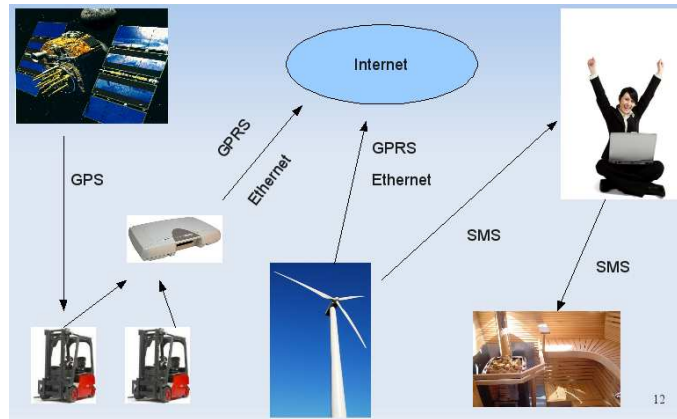 Internet
GPRS
Ethernet
GPRS
Ethernet
GPS
SMS
SMS
12